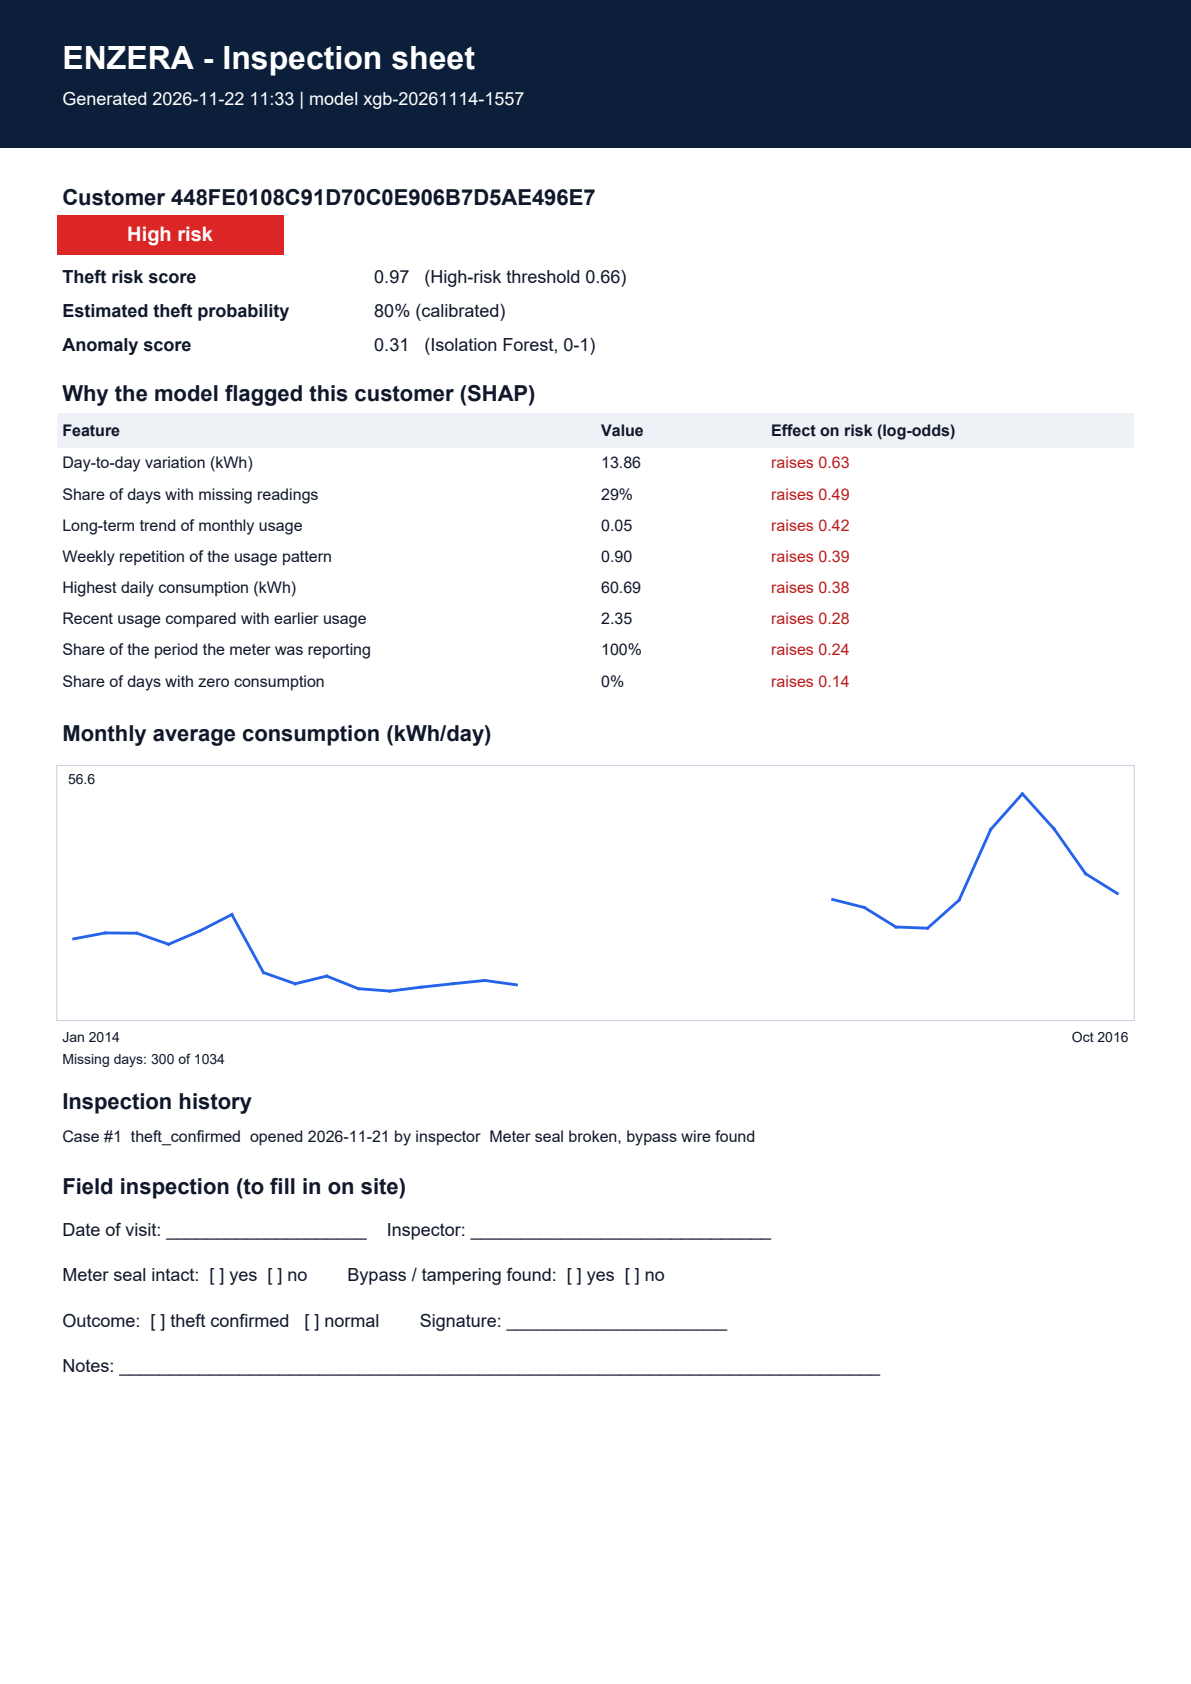 ENZERA - Inspection sheet
Generated 2026-11-22 11:33 | model xgb-20261114-1557
Customer 448FE0108C91D70C0E906B7D5AE496E7
High risk
Theft risk score 0.97 (High-risk threshold 0.66)
Estimated theft probability 80% (calibrated)
Anomaly score 0.31 (Isolation Forest, 0-1)
Why the model flagged this customer (SHAP)
Feature Value Effect on risk (log-odds)
Day-to-day variation (kWh) 13.86 raises 0.63
Share of days with missing readings 29% raises 0.49
Long-term trend of monthly usage 0.05 raises 0.42
Weekly repetition of the usage pattern 0.90 raises 0.39
Highest daily consumption (kWh) 60.69 raises 0.38
Recent usage compared with earlier usage 2.35 raises 0.28
Share of the period the meter was reporting 100% raises 0.24
Share of days with zero consumption 0% raises 0.14
Monthly average consumption (kWh/day)
56.6
Jan 2014 Oct 2016
Missing days: 300 of 1034
Inspection history
Case #1 theft_confirmed opened 2026-11-21 by inspector Meter seal broken, bypass wire found
Field inspection (to fill in on site)
Date of visit: ____________________ Inspector: ______________________________
Meter seal intact: [ ] yes [ ] no Bypass / tampering found: [ ] yes [ ] no
Outcome: [ ] theft confirmed [ ] normal Signature: ______________________
Notes: ____________________________________________________________________________